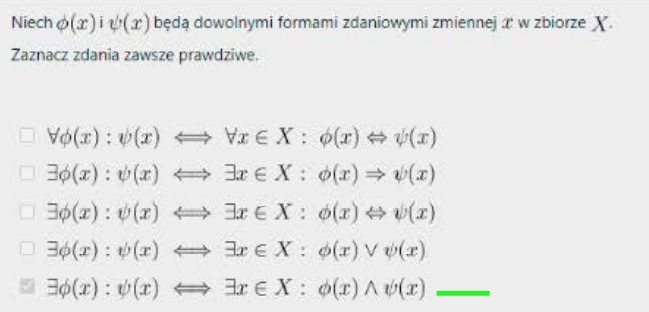 Niech ϕ(x) i ψ(x) będą dowolnymi formami zdaniowymi zmiennej x w zbiorze X.
Zaznacz zdania zawsze prawdziwe.
∀ϕ(x) : ψ(x) ⟺ ∀x ∈ X : ϕ(x) ⇔ ψ(x)
∃ϕ(x) : ψ(x) ⟺ ∃x ∈ X : ϕ(x) ⇒ ψ(x)
∃ϕ(x) : ψ(x) ⟺ ∃x ∈ X : ϕ(x) ⇔ ψ(x)
∃ϕ(x) : ψ(x) ⟺ ∃x ∈ X : ϕ(x) ∨ ψ(x)
∃ϕ(x) : ψ(x) ⟺ ∃x ∈ X : ϕ(x) ∧ ψ(x)